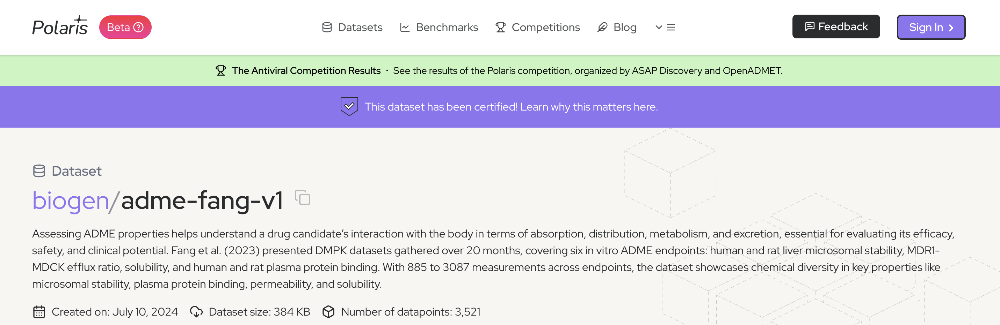 Polaris
Beta
Datasets
Benchmarks
Competitions
Blog
Feedback
Sign In
The Antiviral Competition Results · See the results of the Polaris competition, organized by ASAP Discovery and OpenADMET.
This dataset has been certified! Learn why this matters here.
Dataset
biogen/adme-fang-v1
Assessing ADME properties helps understand a drug candidate’s interaction with the body in terms of absorption, distribution, metabolism, and excretion, essential for evaluating its efficacy,
safety, and clinical potential. Fang et al. (2023) presented DMPK datasets gathered over 20 months, covering six in vitro ADME endpoints: human and rat liver microsomal stability, MDR1-
MDCK efflux ratio, solubility, and human and rat plasma protein binding. With 885 to 3087 measurements across endpoints, the dataset showcases chemical diversity in key properties like
microsomal stability, plasma protein binding, permeability, and solubility.
Created on: July 10, 2024
Dataset size: 384 KB
Number of datapoints: 3,521